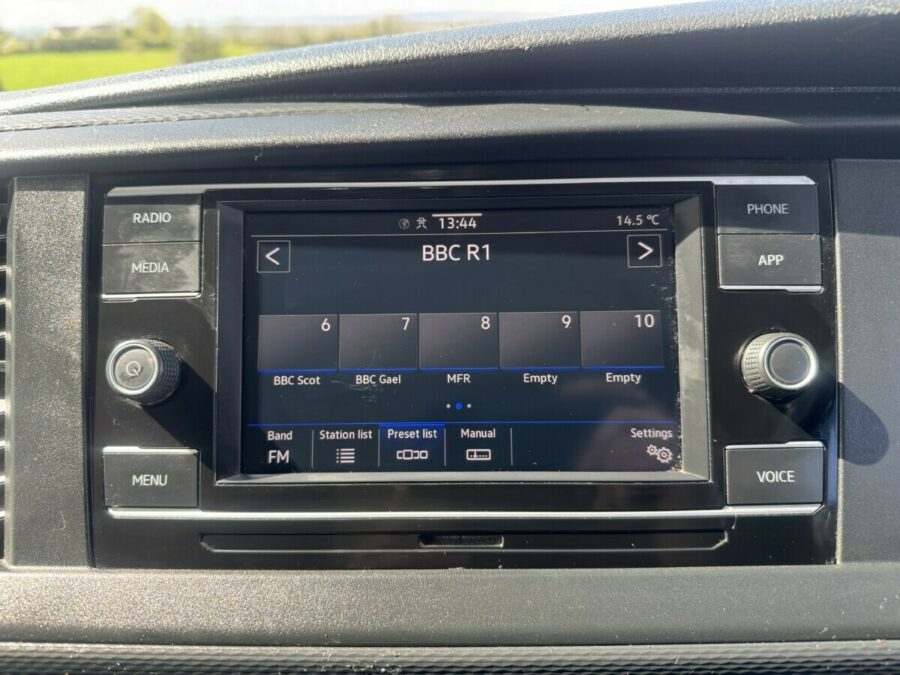 RADIO
MEDIA
MENU
13:44
14.5 °C
<
BBC R1
>
6
7
8
9
10
BBC Scot
BBC Gael
MFR
Empty
Empty
Band
FM
Station list
Preset list
Manual
Settings
PHONE
APP
VOICE